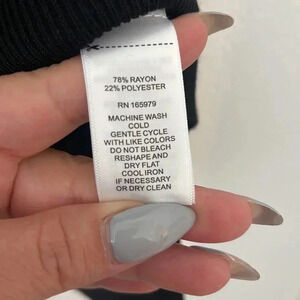 78% RAYON
22% POLYESTER
RN 165979
MACHINE WASH
COLD
GENTLE CYCLE
WITH LIKE COLORS
DO NOT BLEACH
RESHAPE AND
DRY FLAT
COOL IRON
IF NECESSARY
OR DRY CLEAN